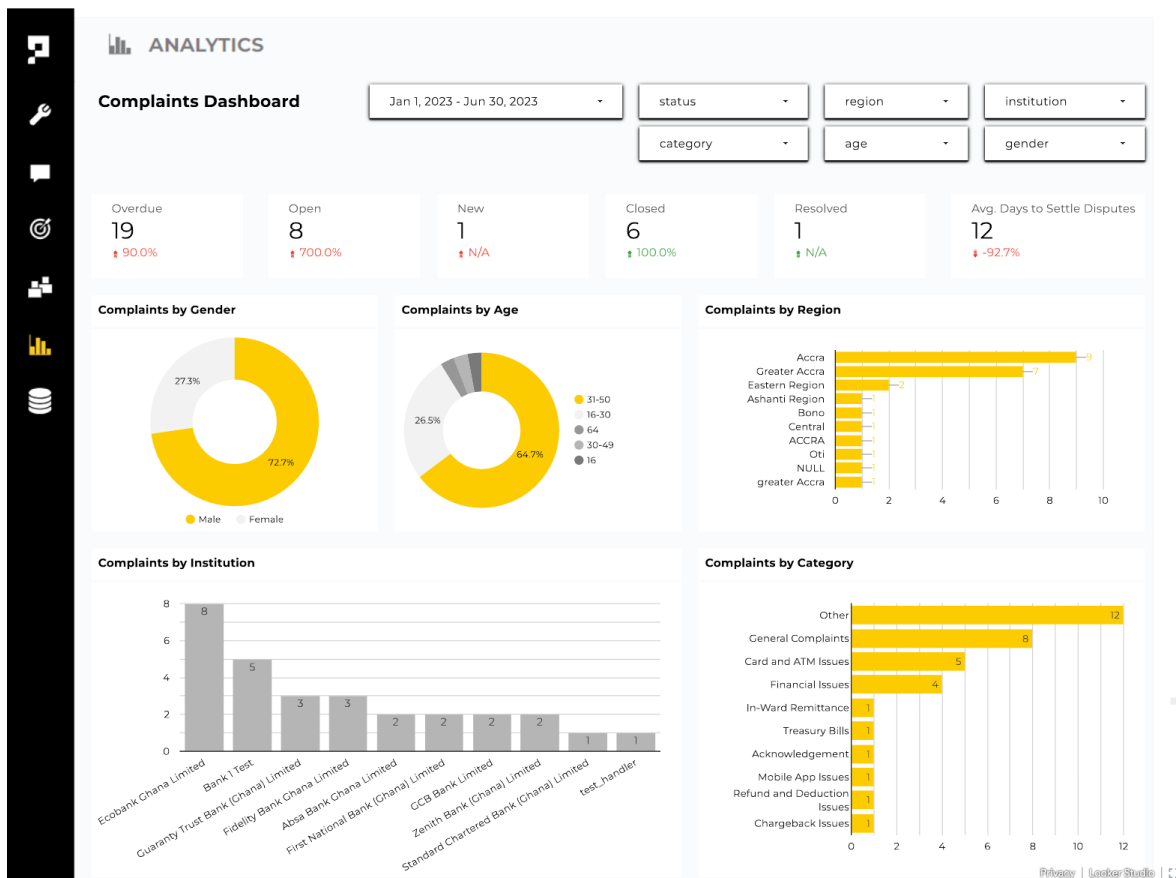 ANALYTICS
Complaints Dashboard
Jan 1, 2023 - Jun 30, 2023
status
region
institution
category
age
gender
Overdue
19
90.0%
Open
8
700.0%
New
1
N/A
Closed
6
100.0%
Resolved
1
N/A
Avg. Days to Settle Disputes
12
-92.7%
Complaints by Gender
27.3%
72.7%
Male
Female
Complaints by Age
26.5%
64.7%
31-50
16-30
64
30-49
16
Complaints by Region
Accra 9
Greater Accra 7
Eastern Region 2
Ashanti Region 1
Bono 1
Central 1
ACCRA 1
Oti 1
NULL 1
greater Accra 1
0 2 4 6 8 10
Complaints by Institution
8
6
4
2
0
8 5 3 3 2 2 2 2 1 1
Ecobank Ghana Limited
Bank 1 Test
Guaranty Trust Bank (Ghana) Limited
Fidelity Bank Ghana Limited
Absa Bank Ghana Limited
First National Bank (Ghana) Limited
GCB Bank Limited
Zenith Bank (Ghana) Limited
Standard Chartered Bank (Ghana) Limited
test_handler
Complaints by Category
Other 12
General Complaints 8
Card and ATM Issues 5
Financial Issues 4
In-Ward Remittance 1
Treasury Bills 1
Acknowledgement 1
Mobile App Issues 1
Refund and Deduction
Issues 1
Chargeback Issues 1
0 2 4 6 8 10 12
Privacy | Looker Studio |